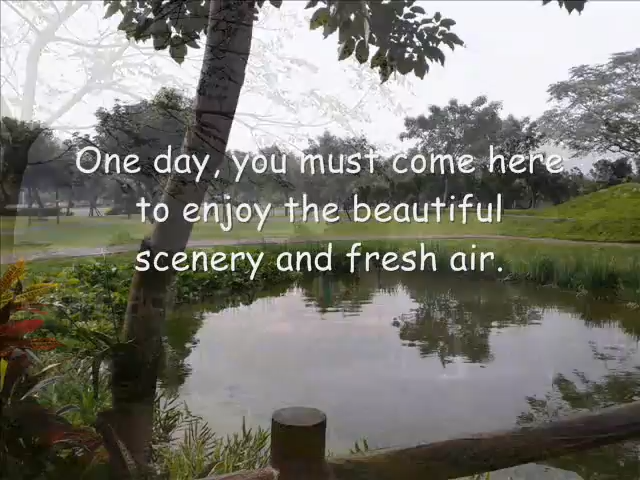 One day, you must come here
to enjoy the beautiful
scenery and fresh air.